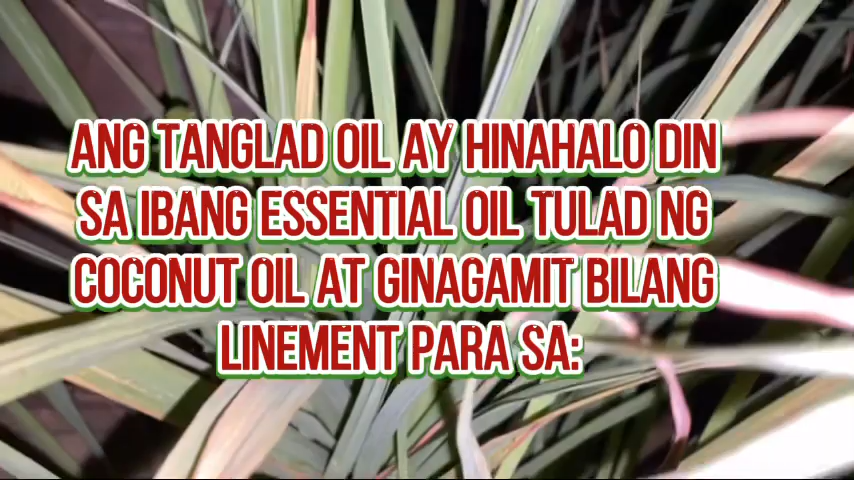 ANG TANGLAD OIL AY HINAHALO DIN
SA IBANG ESSENTIAL OIL TULAD NG
COCONUT OIL AT GINAGAMIT BILANG
LINEMENT PARA SA: